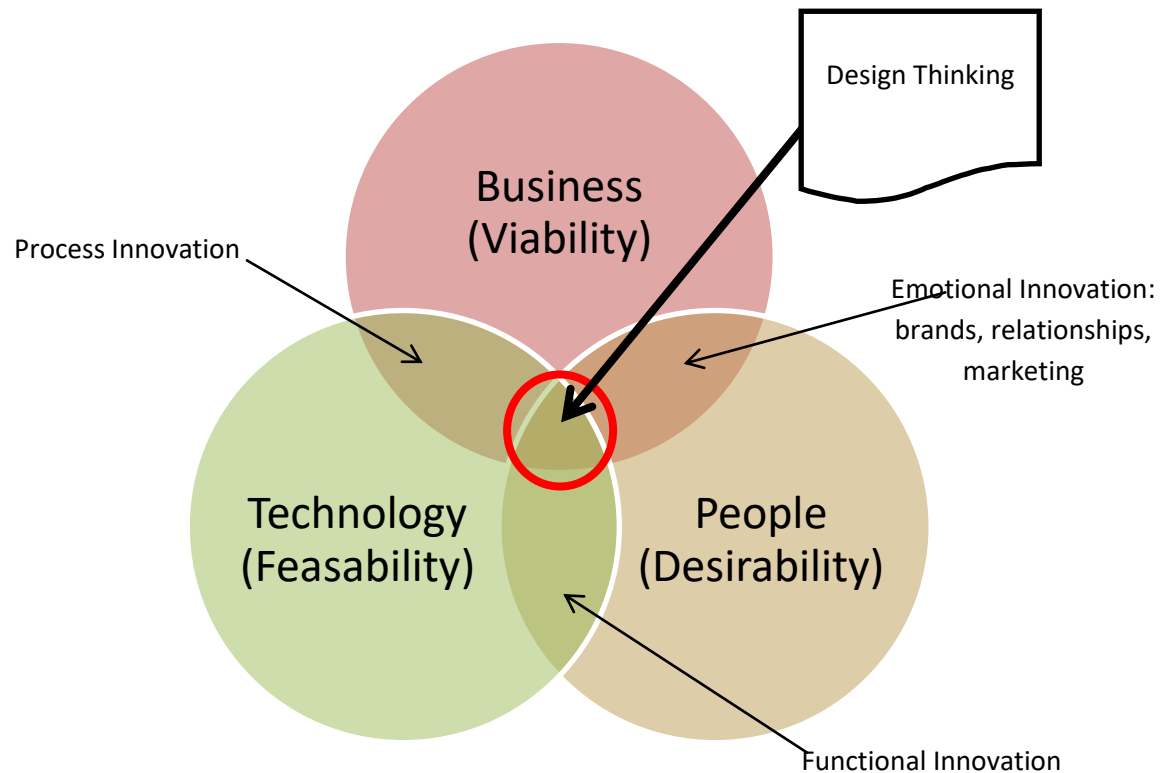 Design Thinking
Business
(Viability)
Process Innovation
Emotional Innovation:
brands, relationships,
marketing
Technology
(Feasability)
People
(Desirability)
Functional Innovation